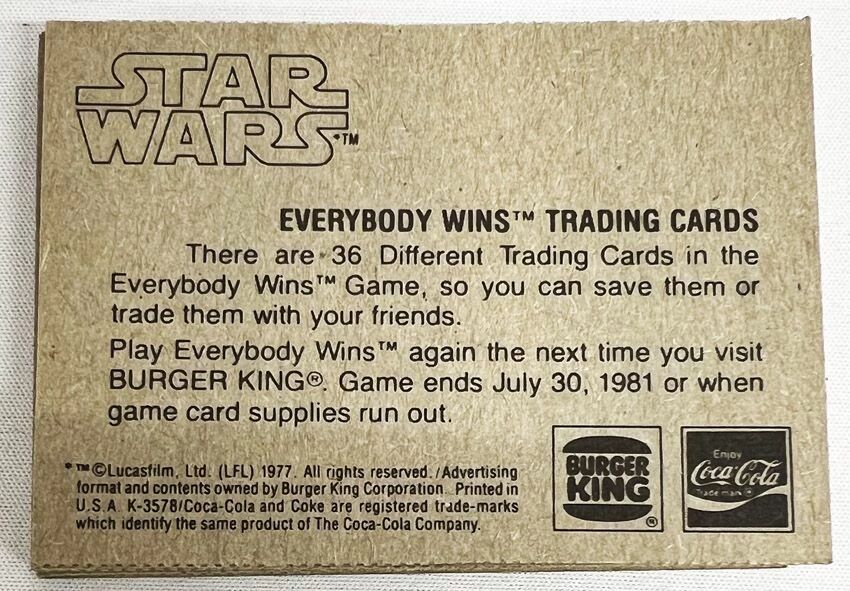 STAR
WARS*™
EVERYBODY WINS™ TRADING CARDS
There are 36 Different Trading Cards in the
Everybody Wins™ Game, so you can save them or
trade them with your friends.
Play Everybody Wins™ again the next time you visit
BURGER KING®. Game ends July 30, 1981 or when
game card supplies run out.
*™©Lucasfilm, Ltd. (LFL) 1977. All rights reserved./Advertising
format and contents owned by Burger King Corporation. Printed in
U.S.A. K-3578/Coca-Cola and Coke are registered trade-marks
which identify the same product of The Coca-Cola Company.
BURGER
KING
®
Enjoy
Coca-Cola
Trade mark ®